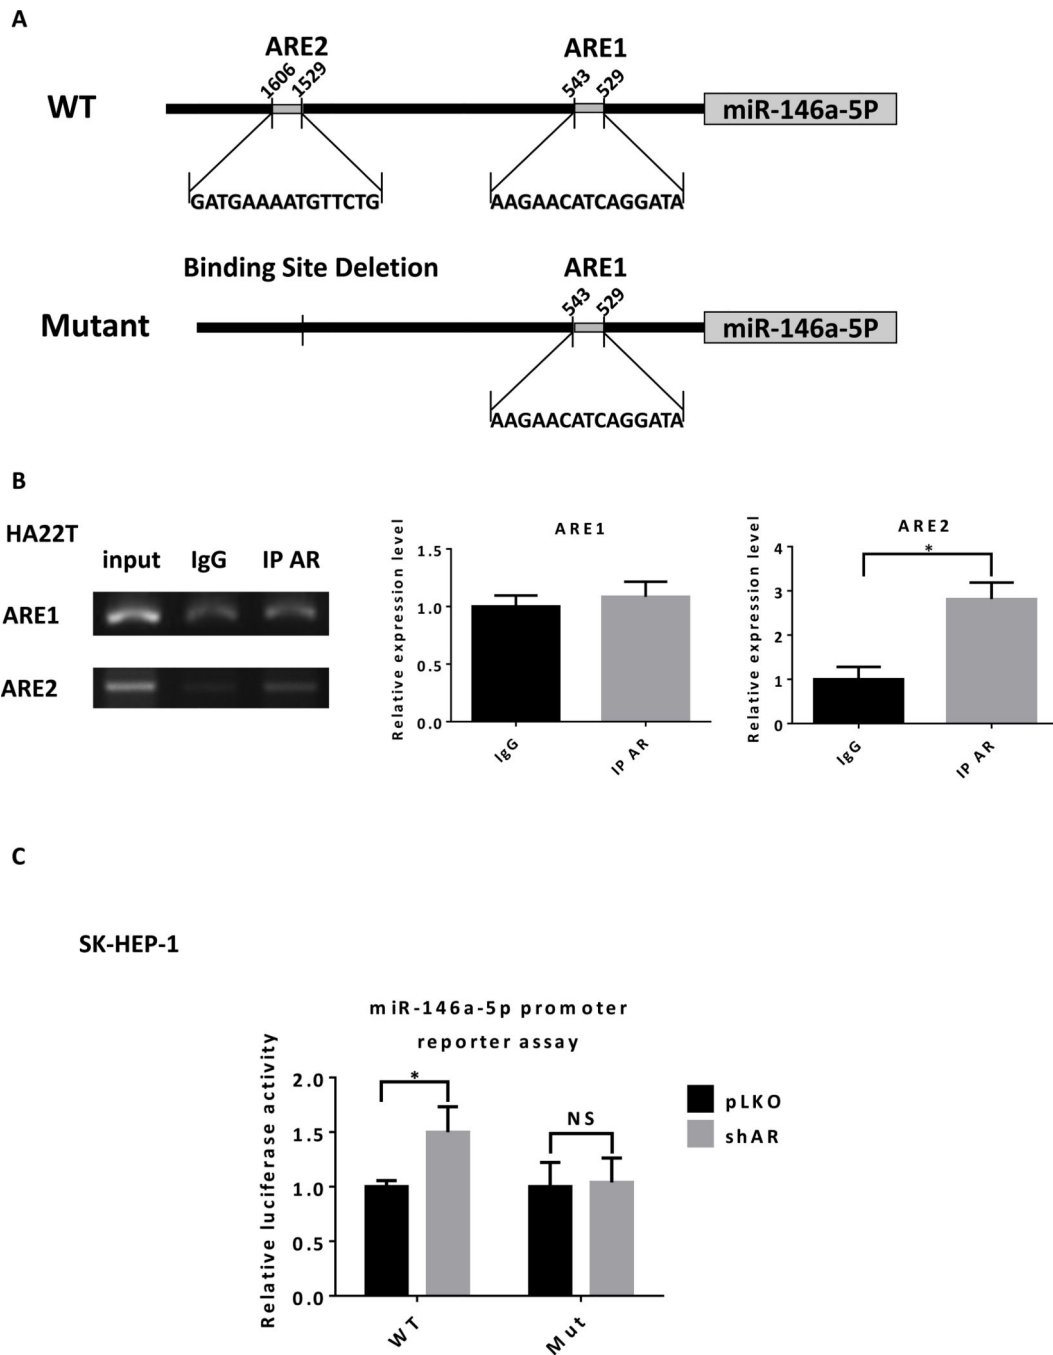 A
ARE2
ARE1
1606
1529
543
529
WT
miR-146a-5P
GATGAAAATGTTCTG
AAGAACATCAGGATA
Binding Site Deletion
ARE1
543
529
Mutant
miR-146a-5P
AAGAACATCAGGATA
B
HA22T
input
IgG
IP AR
ARE1
ARE2
ARE1
Relative expression level
1.5
1.0
0.5
0.0
IgG
IP AR
ARE2
Relative expression level
4
3
2
1
0
*
IgG
IP AR
C
SK-HEP-1
miR-146a-5p promoter
reporter assay
Relative luciferase activity
2.0
1.5
1.0
0.5
0.0
*
NS
WT
Mut
pLKO
shAR